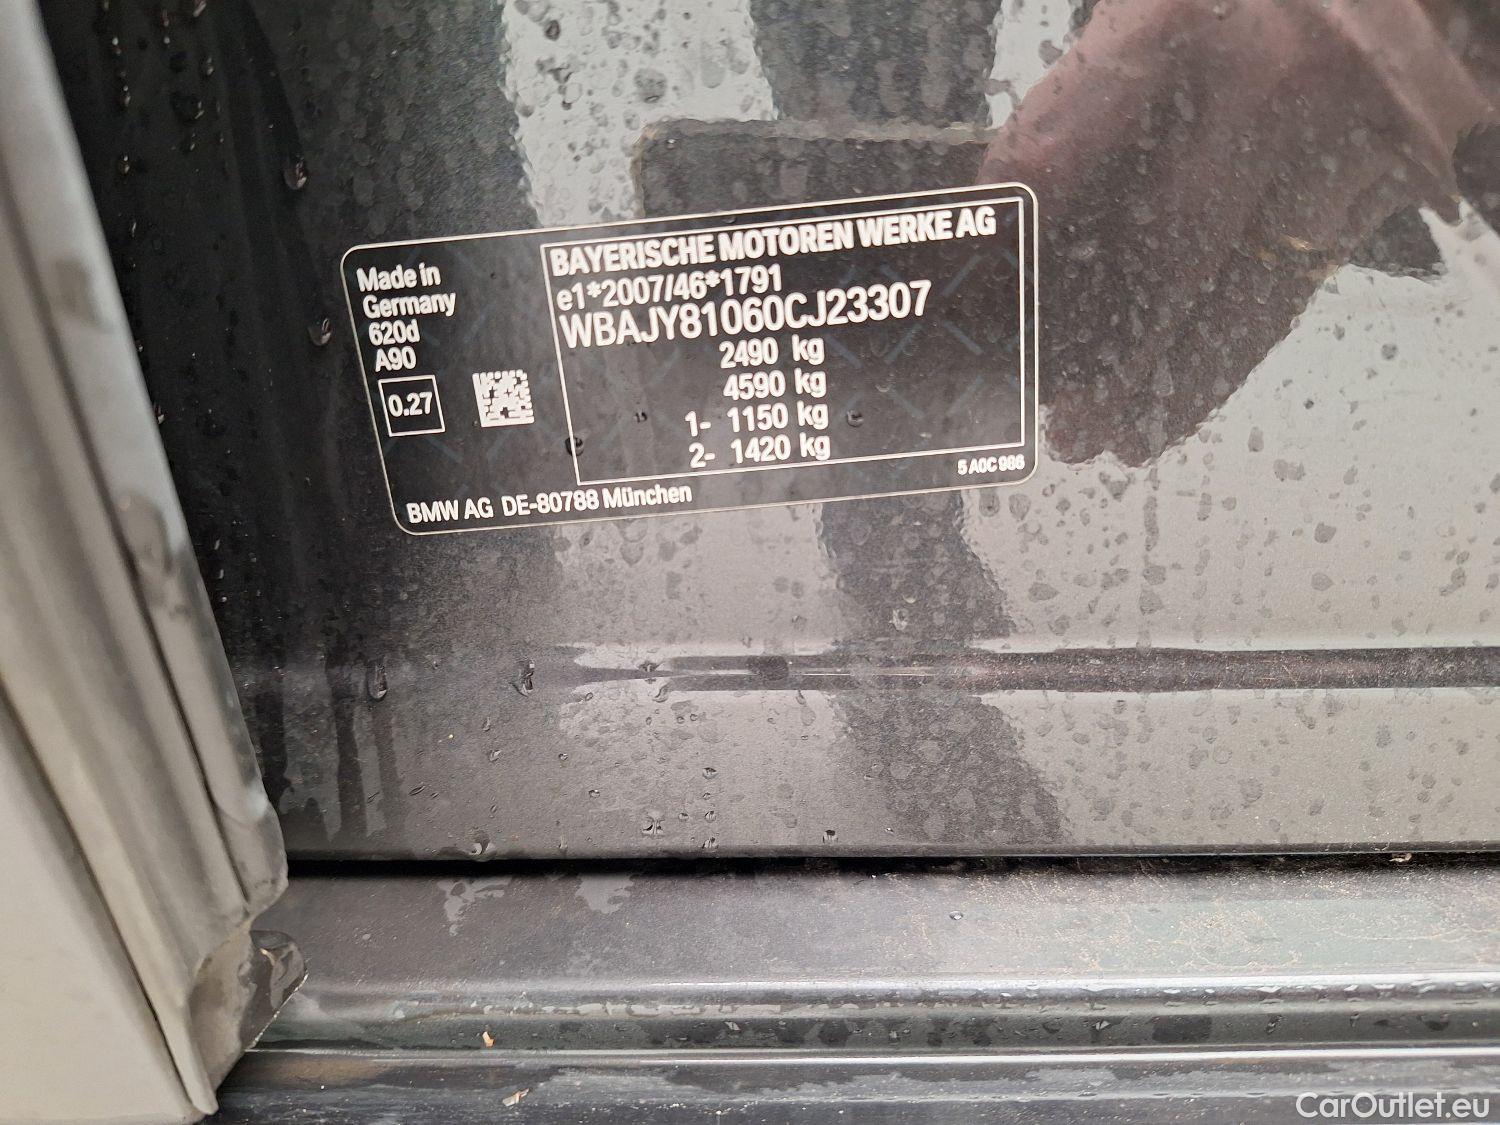 Made in
Germany
620d
A90
0.27
BAYERISCHE MOTOREN WERKE AG
e1*2007/46*1791
WBAJY81060CJ23307
2490 kg
4590 kg
1- 1150 kg
2- 1420 kg
BMW AG DE-80788 München
5 A0C 986
CarOutlet.eu